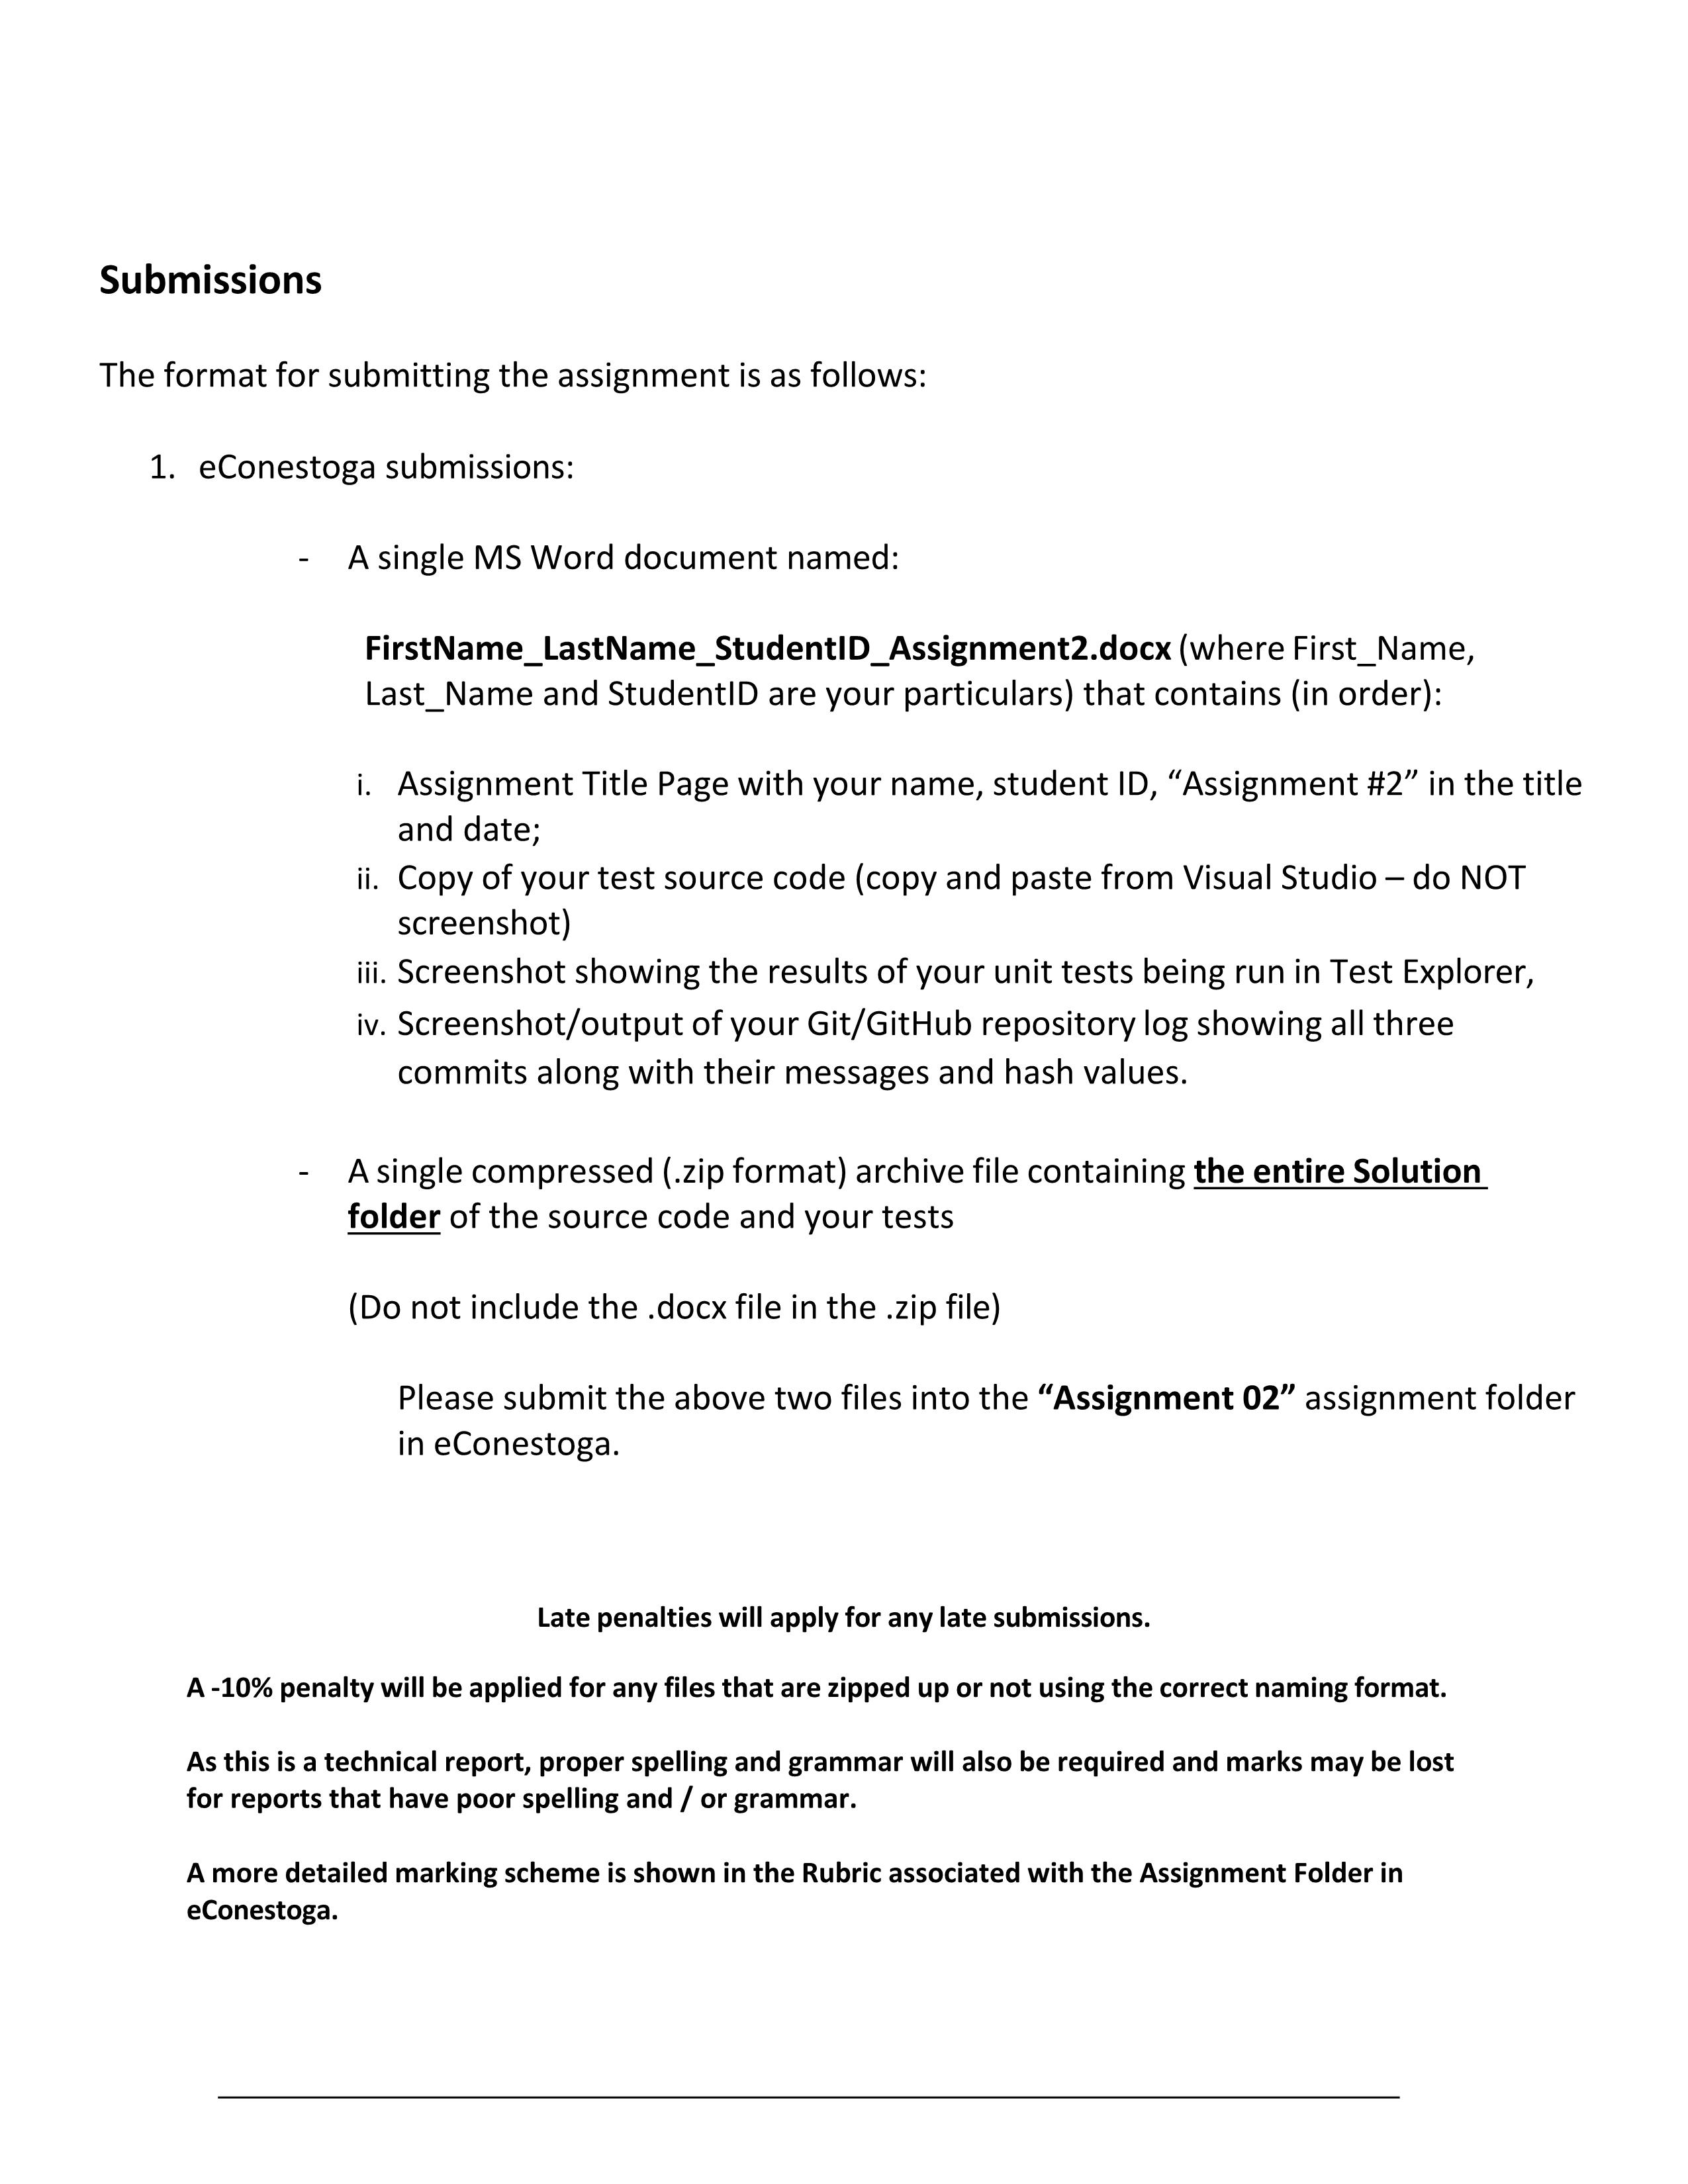 Submissions
The format for submitting the assignment is as follows:
1. eConestoga submissions:
- A single MS Word document named:
FirstName_LastName_StudentID_Assignment2.docx (where First_Name,
Last_Name and StudentID are your particulars) that contains (in order):
i. Assignment Title Page with your name, student ID, “Assignment #2” in the title
and date;
ii. Copy of your test source code (copy and paste from Visual Studio – do NOT
screenshot)
iii. Screenshot showing the results of your unit tests being run in Test Explorer,
iv. Screenshot/output of your Git/GitHub repository log showing all three
commits along with their messages and hash values.
- A single compressed (.zip format) archive file containing the entire Solution
folder of the source code and your tests
(Do not include the .docx file in the .zip file)
Please submit the above two files into the “Assignment 02” assignment folder
in eConestoga.
Late penalties will apply for any late submissions.
A -10% penalty will be applied for any files that are zipped up or not using the correct naming format.
As this is a technical report, proper spelling and grammar will also be required and marks may be lost
for reports that have poor spelling and / or grammar.
A more detailed marking scheme is shown in the Rubric associated with the Assignment Folder in
eConestoga.